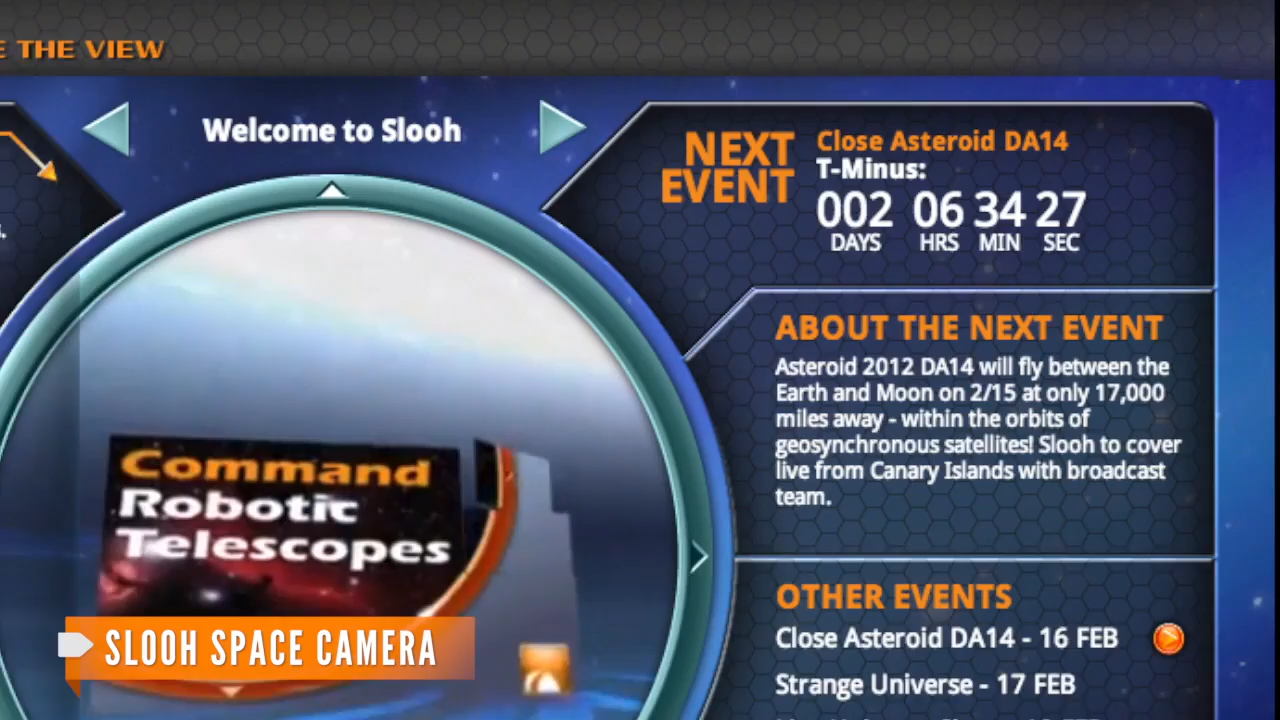 THE VIEW
Welcome to Slooh
NEXT
EVENT
Close Asteroid DA14
T-Minus:
002 06 34 27
DAYS HRS MIN SEC
ABOUT THE NEXT EVENT
Asteroid 2012 DA14 will fly between the
Earth and Moon on 2/15 at only 17,000
miles away - within the orbits of
geosynchronous satellites! Slooh to cover
live from Canary Islands with broadcast
team.
Command
Robotic
Telescopes
OTHER EVENTS
Close Asteroid DA14 - 16 FEB
Strange Universe - 17 FEB
SLOOH SPACE CAMERA